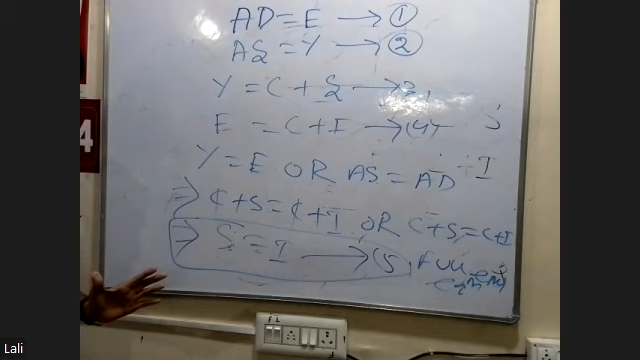 AD = E → ①
AS = Y → ②
Y = C + S → 3
E = C + I → (4)
Y = E OR AS = AD
⇒ C + S = C + I OR C + S = C + I
⇒ S = I → (5)
4
F L
Lali